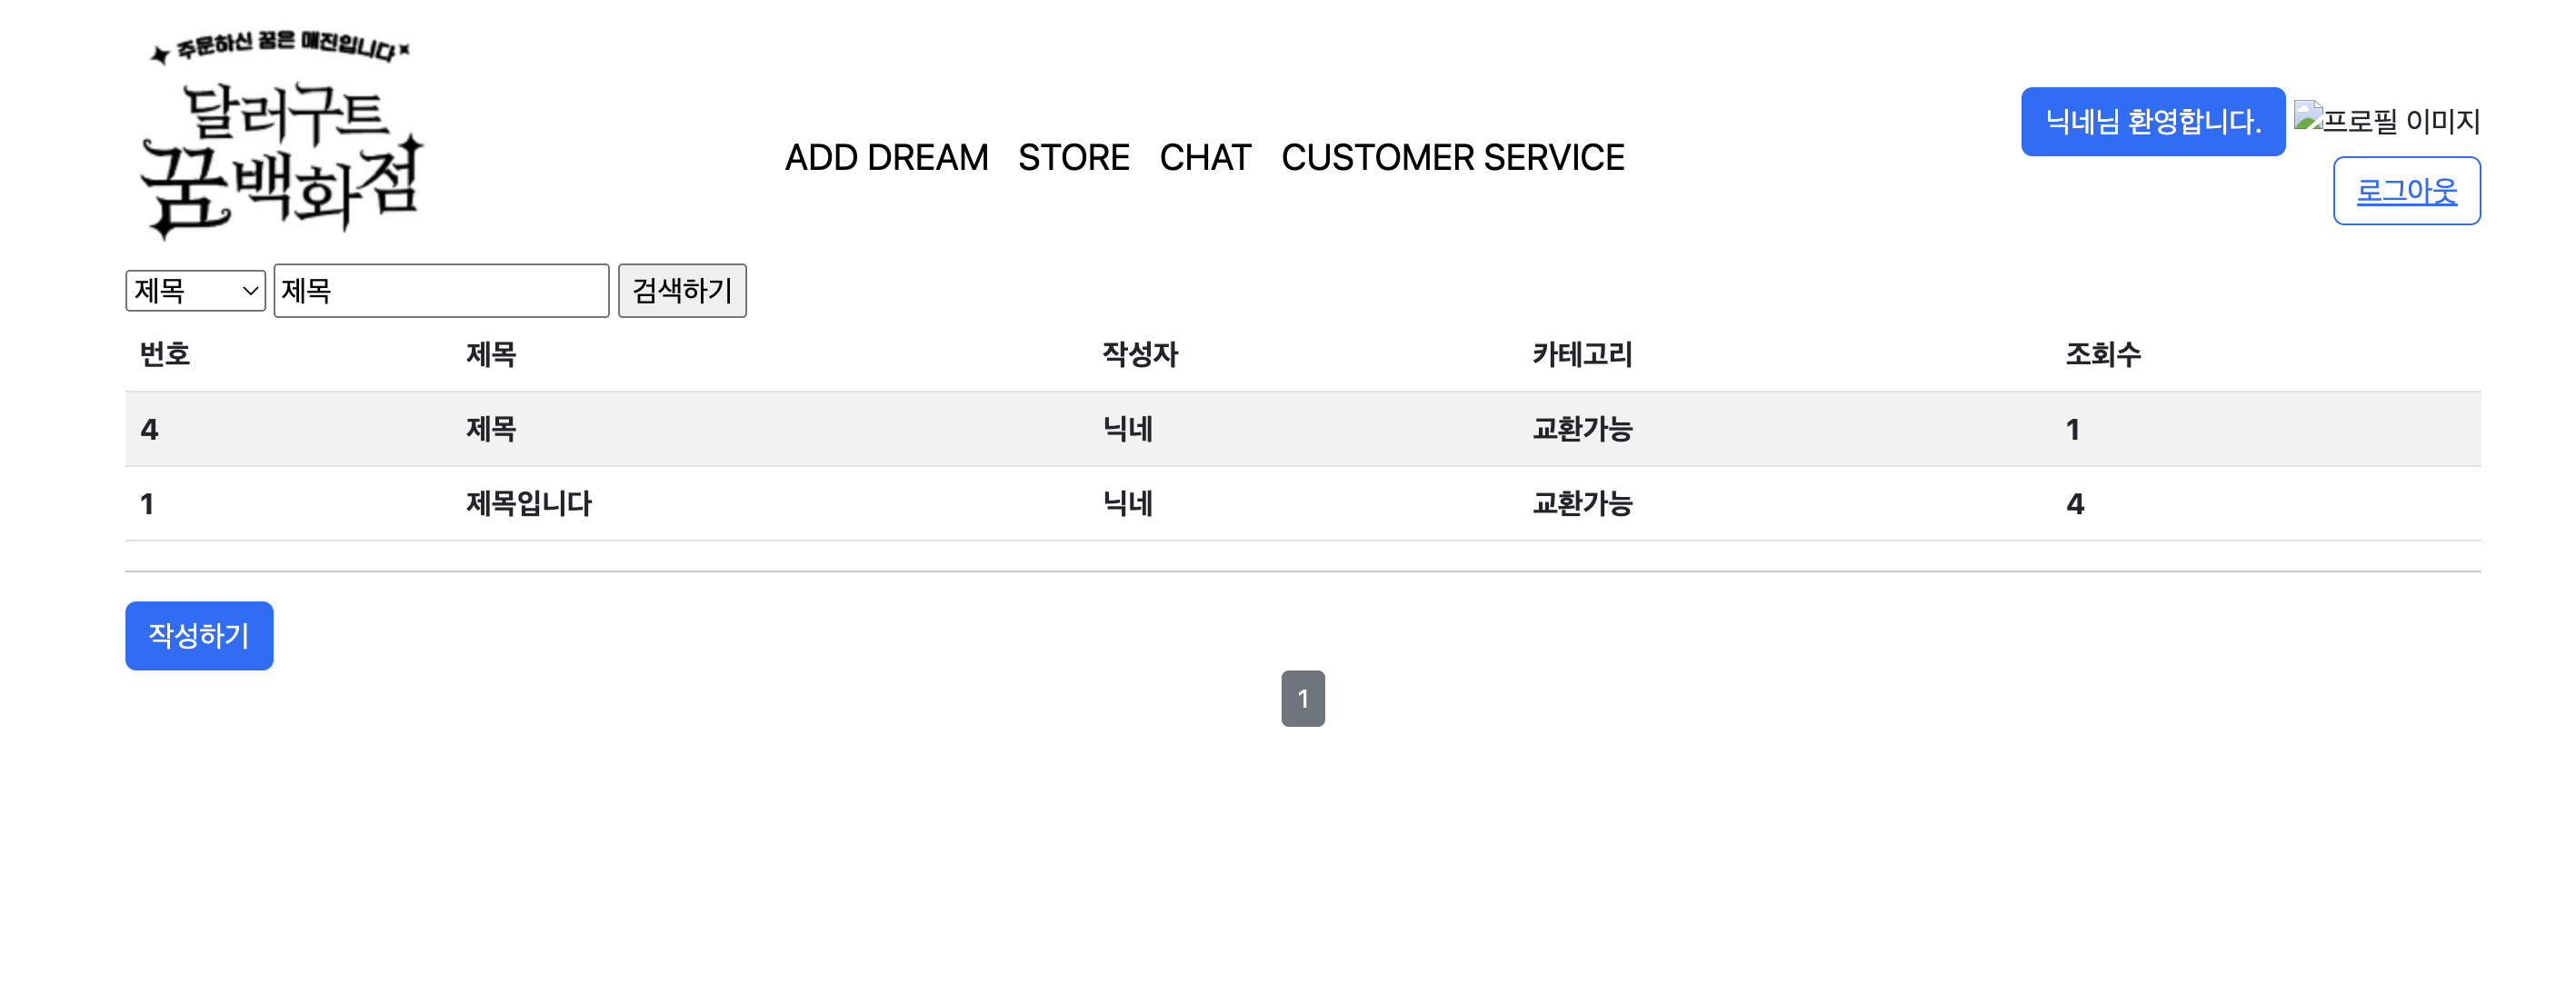 주문하신 꿈은 매진입니다
달러구트
꿈백화점
ADD DREAM STORE CHAT CUSTOMER SERVICE
닉네님 환영합니다. 프로필 이미지
로그아웃
제목 제목 검색하기
번호 제목 작성자 카테고리 조회수
4 제목 닉네 교환가능 1
1 제목입니다 닉네 교환가능 4
작성하기
1